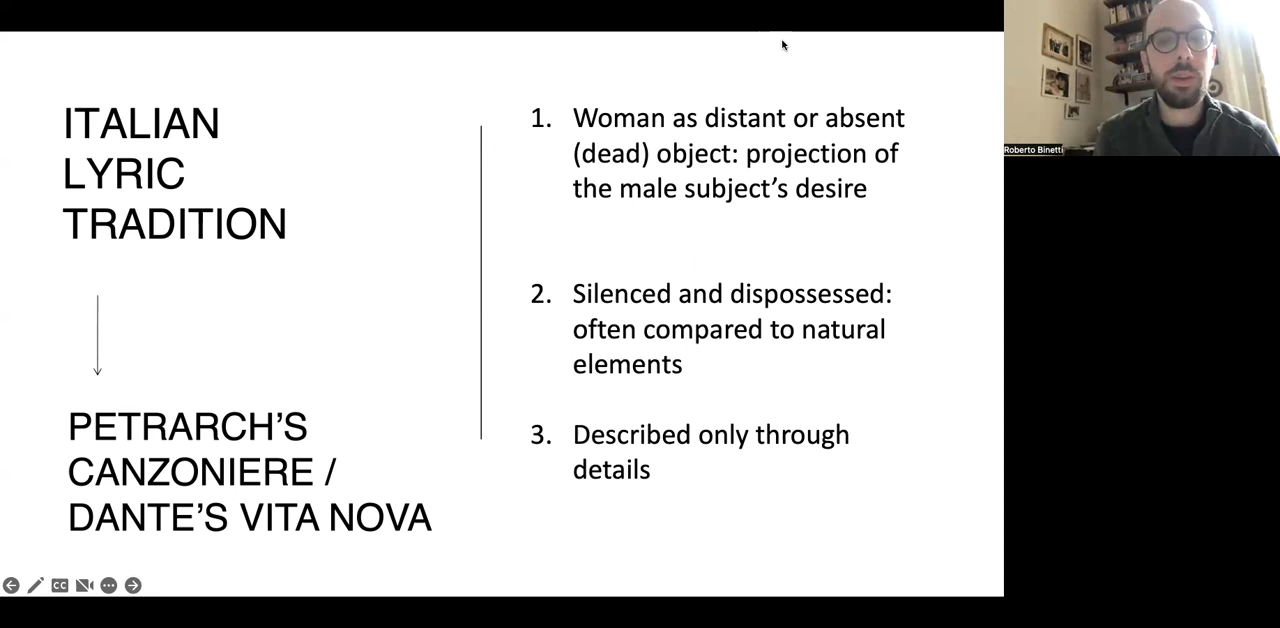 ITALIAN
LYRIC
TRADITION
PETRARCH’S
CANZONIERE /
DANTE’S VITA NOVA
1. Woman as distant or absent
(dead) object: projection of
the male subject’s desire
2. Silenced and dispossessed:
often compared to natural
elements
3. Described only through
details
CC
Roberto Binetti